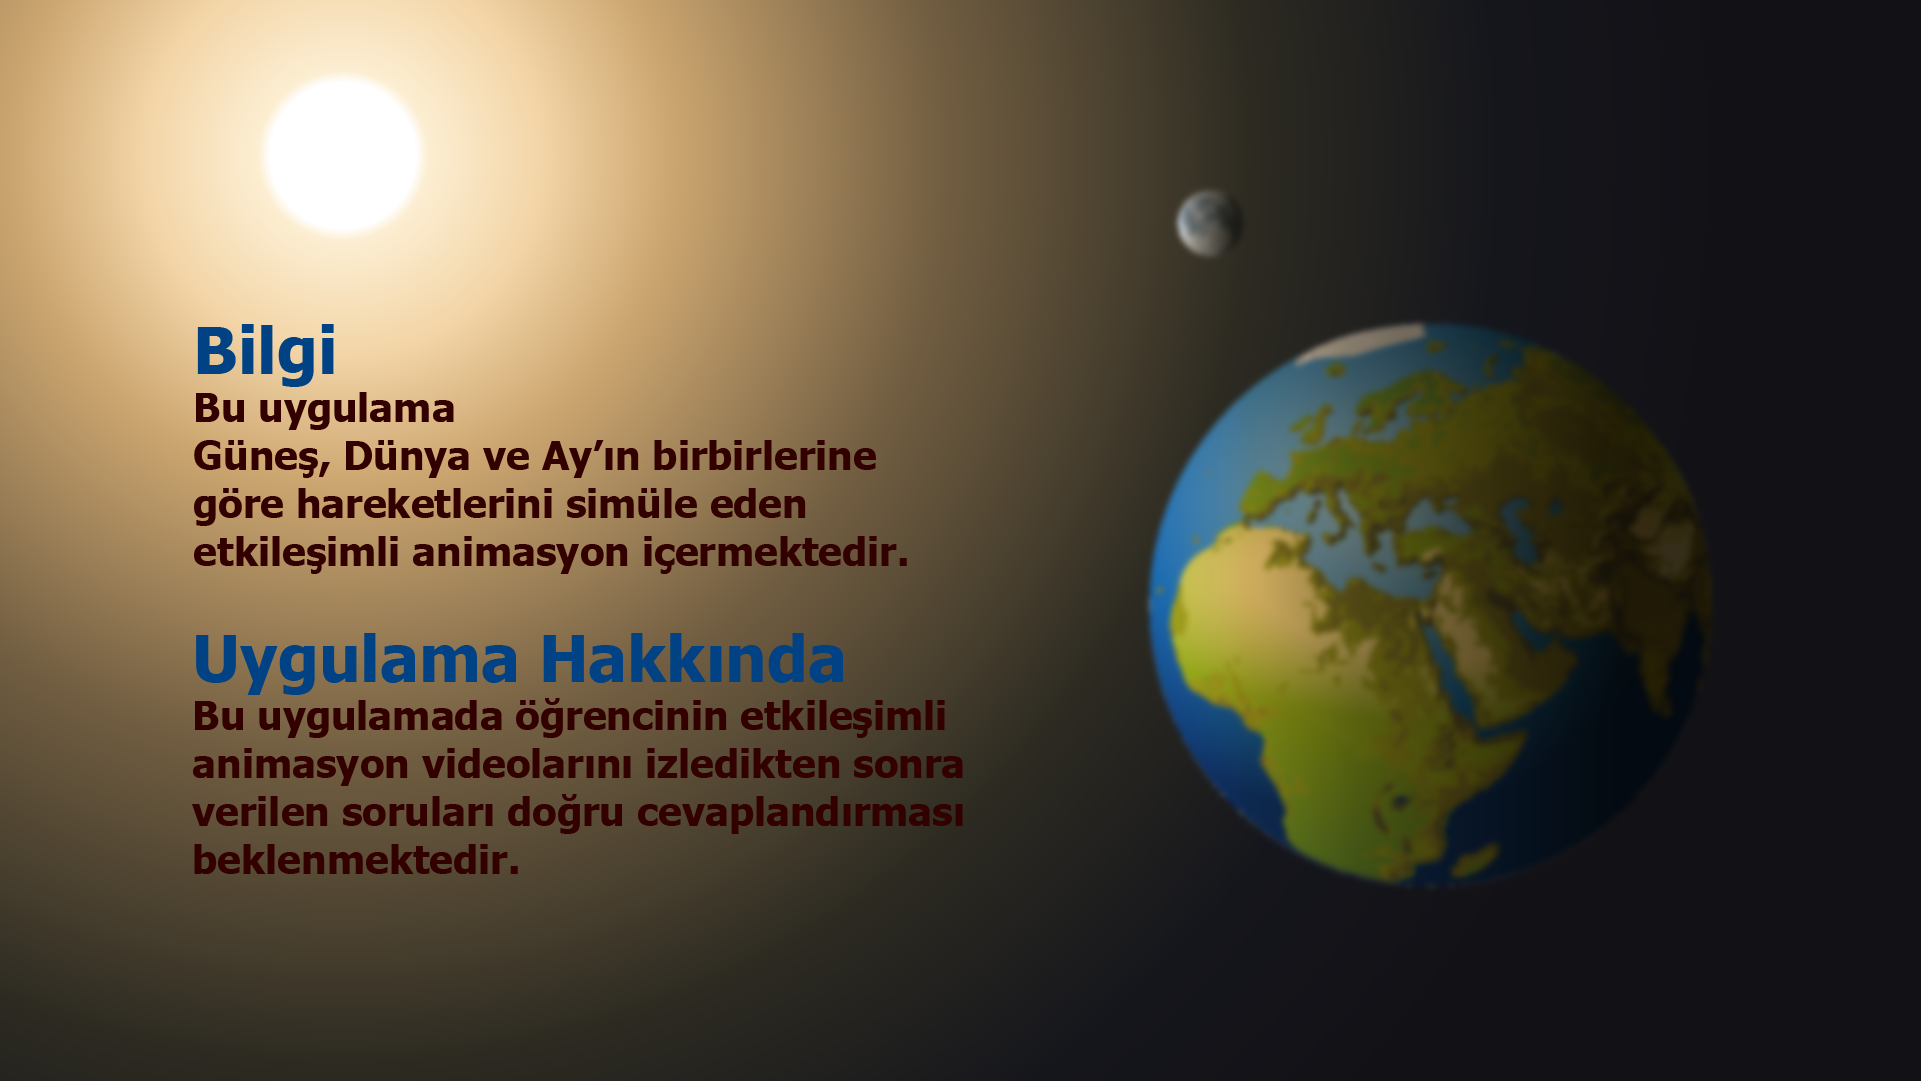 Bilgi
Bu uygulama
Güneş, Dünya ve Ay’ın birbirlerine
göre hareketlerini simüle eden
etkileşimli animasyon içermektedir.
Uygulama Hakkında
Bu uygulamada öğrencinin etkileşimli
animasyon videolarını izledikten sonra
verilen soruları doğru cevaplandırması
beklenmektedir.